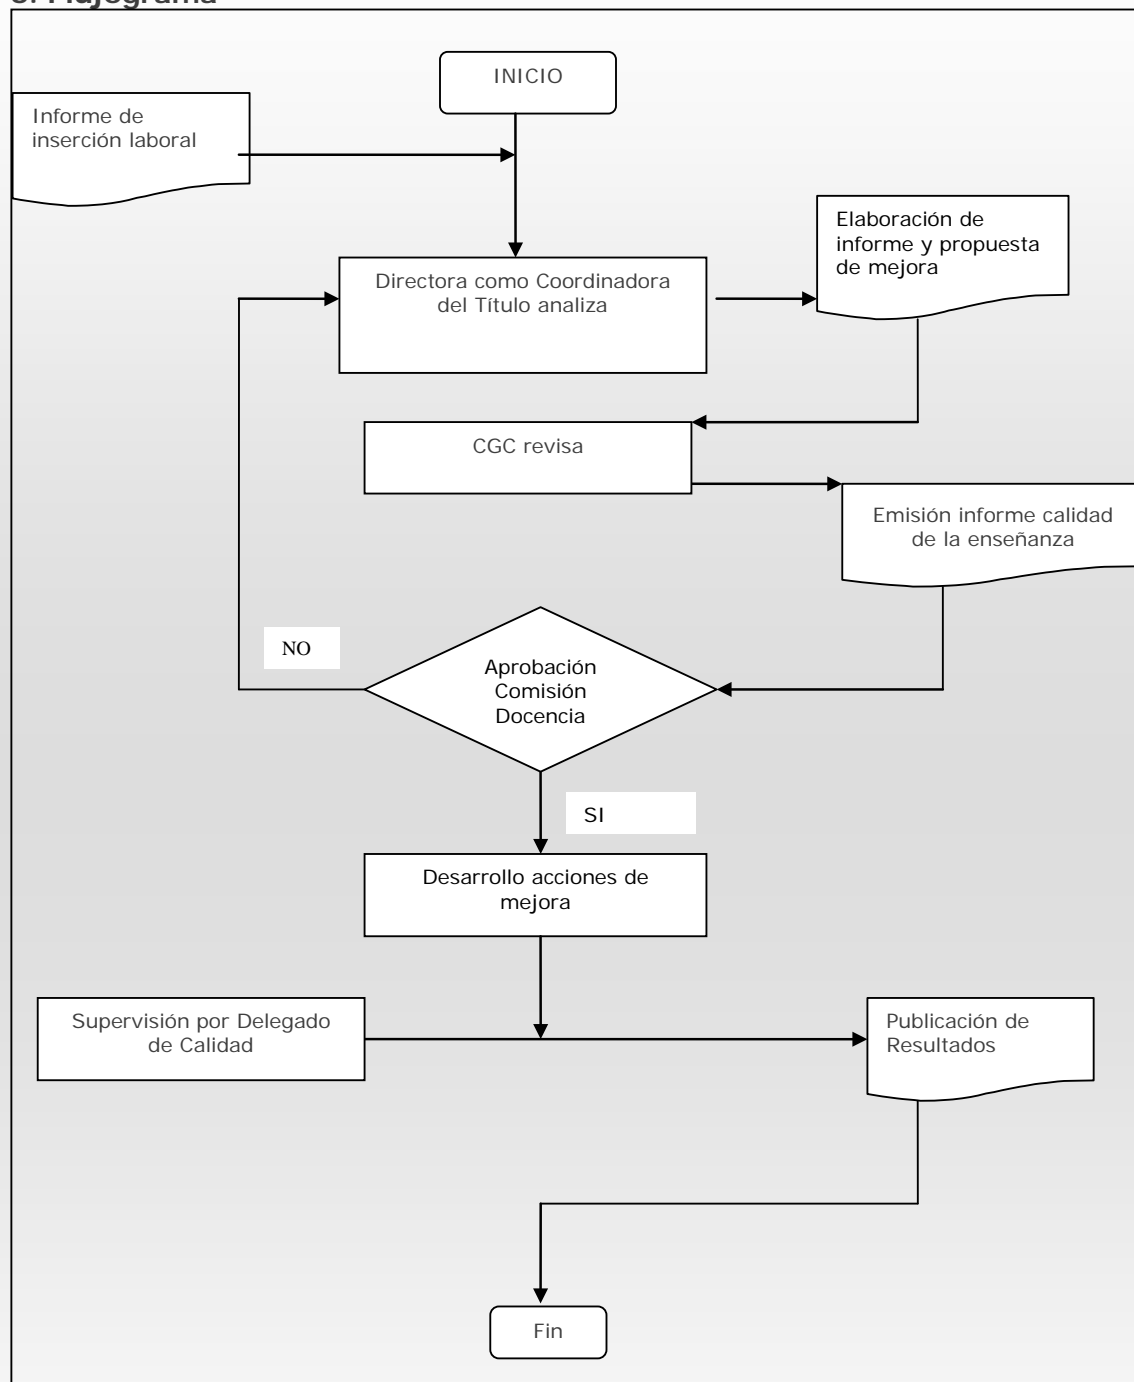 INICIO
Informe de
inserción laboral
Elaboración de
informe y propuesta
de mejora
Directora como Coordinadora
del Título analiza
CGC revisa
Emisión informe calidad
de la enseñanza
NO
Aprobación
Comisión
Docencia
SI
Desarrollo acciones de
mejora
Supervisión por Delegado
de Calidad
Publicación de
Resultados
Fin